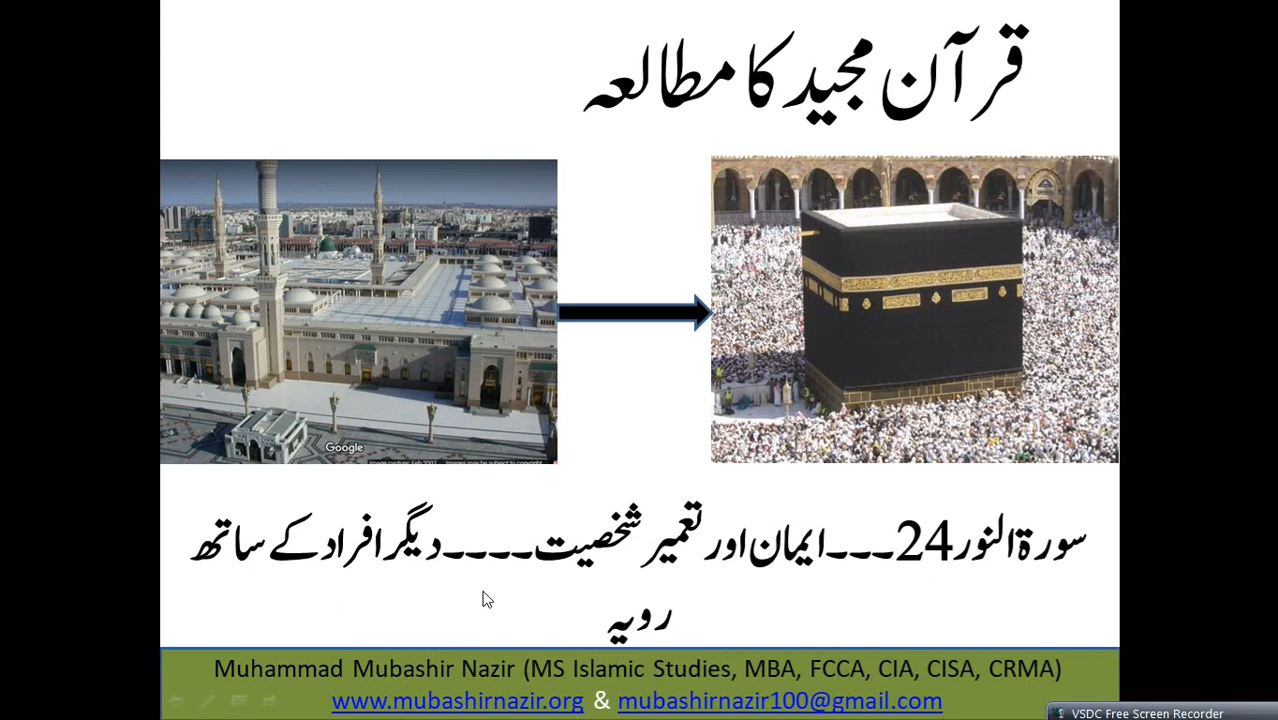 قرآن مجید کا مطالعہ
Google
سورۃ النور 24۔۔۔ایمان اور تعمیر شخصیت۔۔۔۔دیگر افراد کے ساتھ
رویہ
Muhammad Mubashir Nazir (MS Islamic Studies, MBA, FCCA, CIA, CISA, CRMA)
www.mubashirnazir.org & mubashirnazir100@gmail.com
VSDC Free Screen Recorder